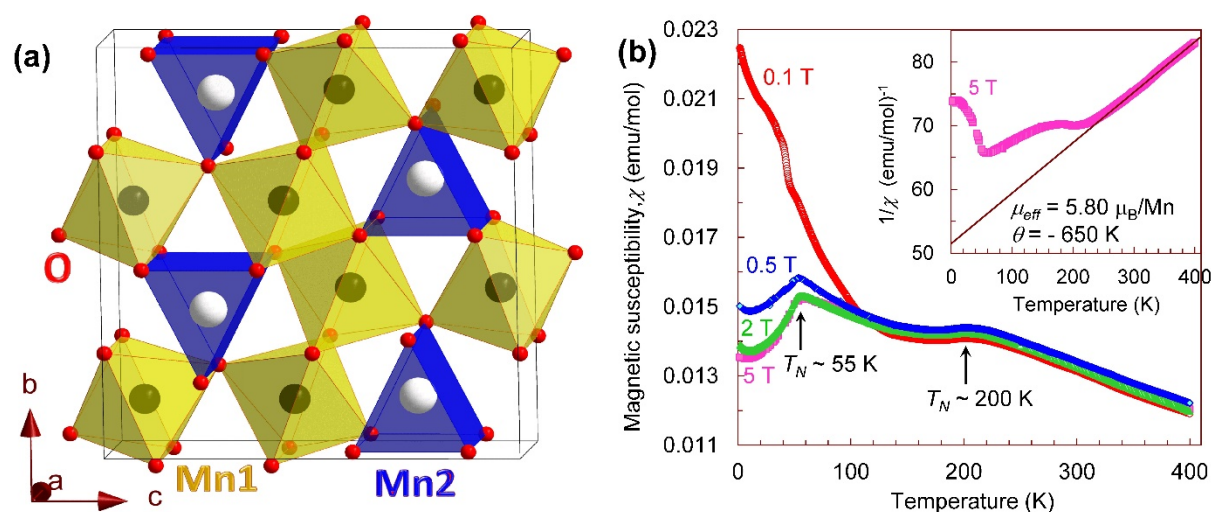 (a)
O
b
a
c
Mn1
Mn2
(b)
Magnetic susceptibility, χ (emu/mol)
0.023
0.021
0.019
0.017
0.015
0.013
0.011
0.1 T
0.5 T
2 T
5 T
T_N ~ 55 K
T_N ~ 200 K
0
100
200
300
400
Temperature (K)
1/χ (emu/mol)⁻¹
80
70
60
50
5 T
μ_eff = 5.80 μ_B/Mn
θ = - 650 K
0
100
200
300
400
Temperature (K)